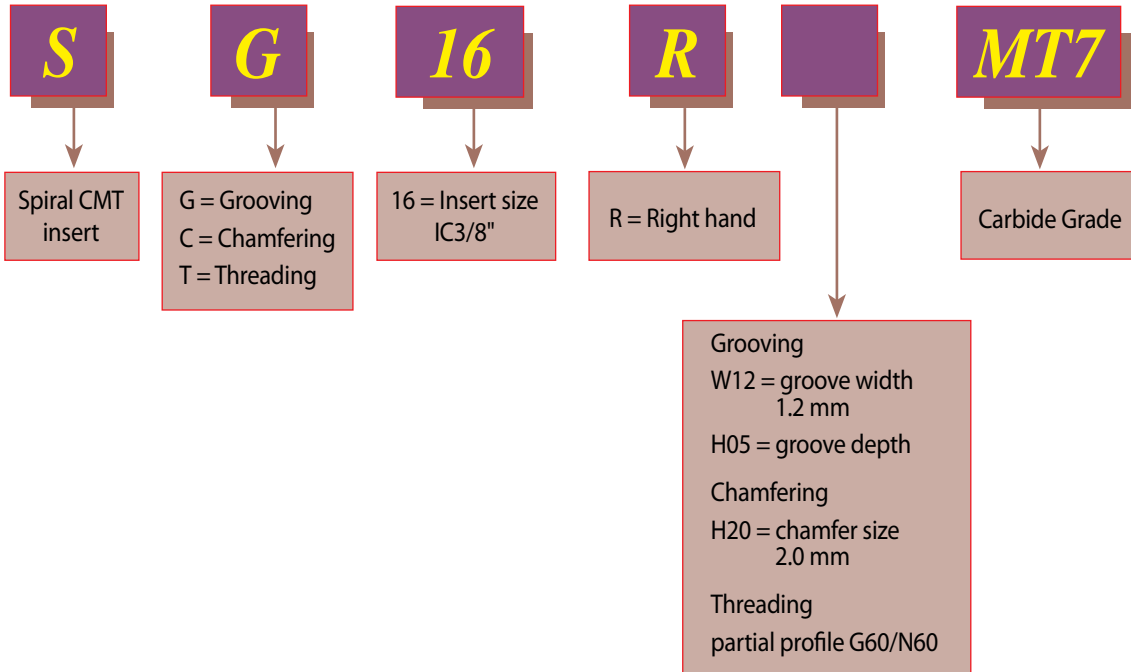 S G 16 R MT7
Spiral CMT
insert
G = Grooving
C = Chamfering
T = Threading
16 = Insert size
IC3/8"
R = Right hand
Carbide Grade
Grooving
W12 = groove width
1.2 mm
H05 = groove depth
Chamfering
H20 = chamfer size
2.0 mm
Threading
partial profile G60/N60